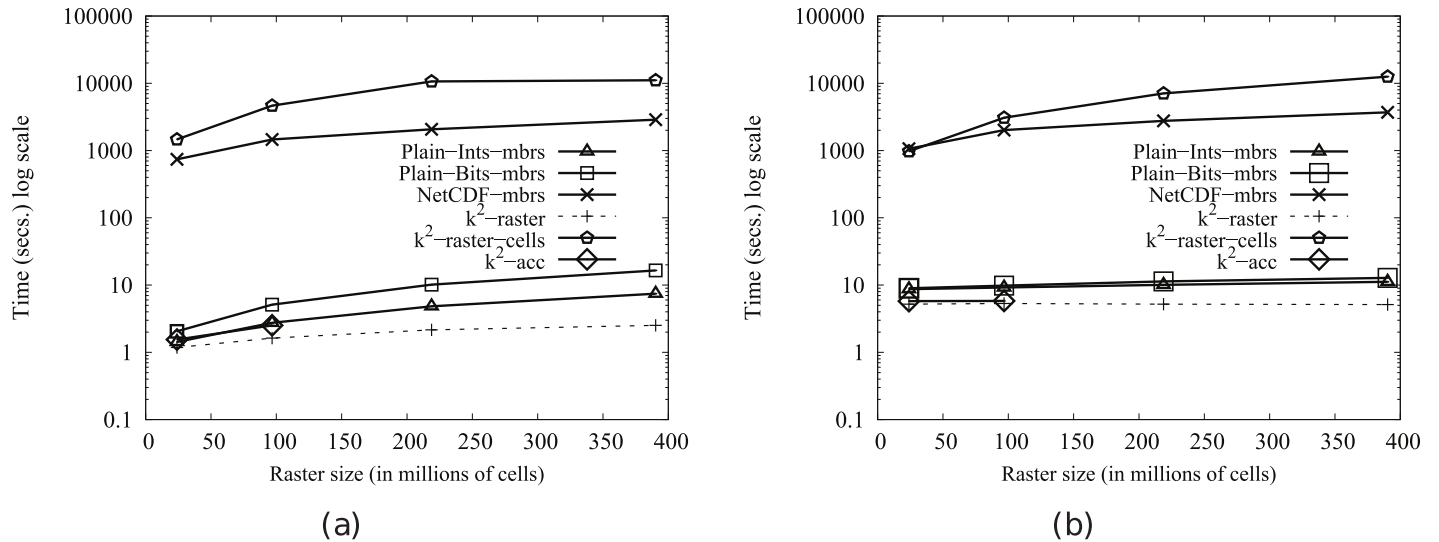 100000
10000
1000
100
10
1
0.1
Time (secs.) log scale
Plain−Ints−mbrs
Plain−Bits−mbrs
NetCDF−mbrs
k²−raster
k²−raster−cells
k²−acc
0 50 100 150 200 250 300 350 400
Raster size (in millions of cells)
(a)
100000
10000
1000
100
10
1
0.1
Time (secs.) log scale
Plain−Ints−mbrs
Plain−Bits−mbrs
NetCDF−mbrs
k²−raster
k²−raster−cells
k²−acc
0 50 100 150 200 250 300 350 400
Raster size (in millions of cells)
(b)